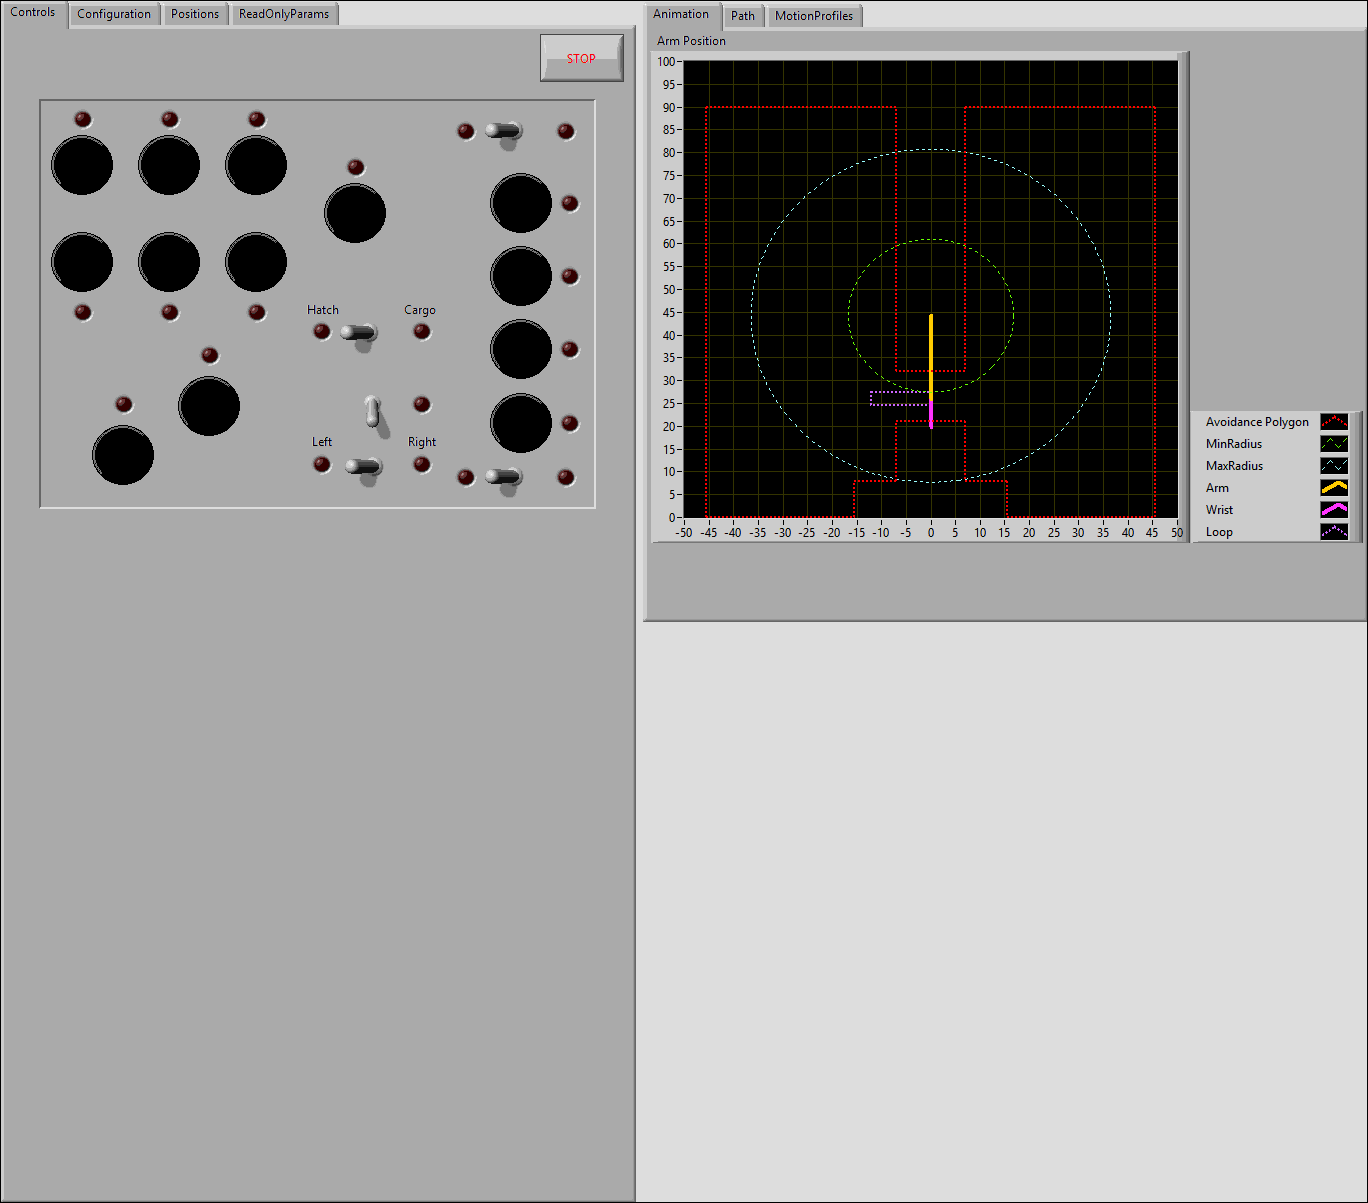 Controls Configuration Positions ReadOnlyParams
STOP
Hatch Cargo
Left Right
Animation Path MotionProfiles
Arm Position
100
95
90
85
80
75
70
65
60
55
50
45
40
35
30
25
20
15
10
5
0
-50 -45 -40 -35 -30 -25 -20 -15 -10 -5 0 5 10 15 20 25 30 35 40 45 50
Avoidance Polygon
MinRadius
MaxRadius
Arm
Wrist
Loop